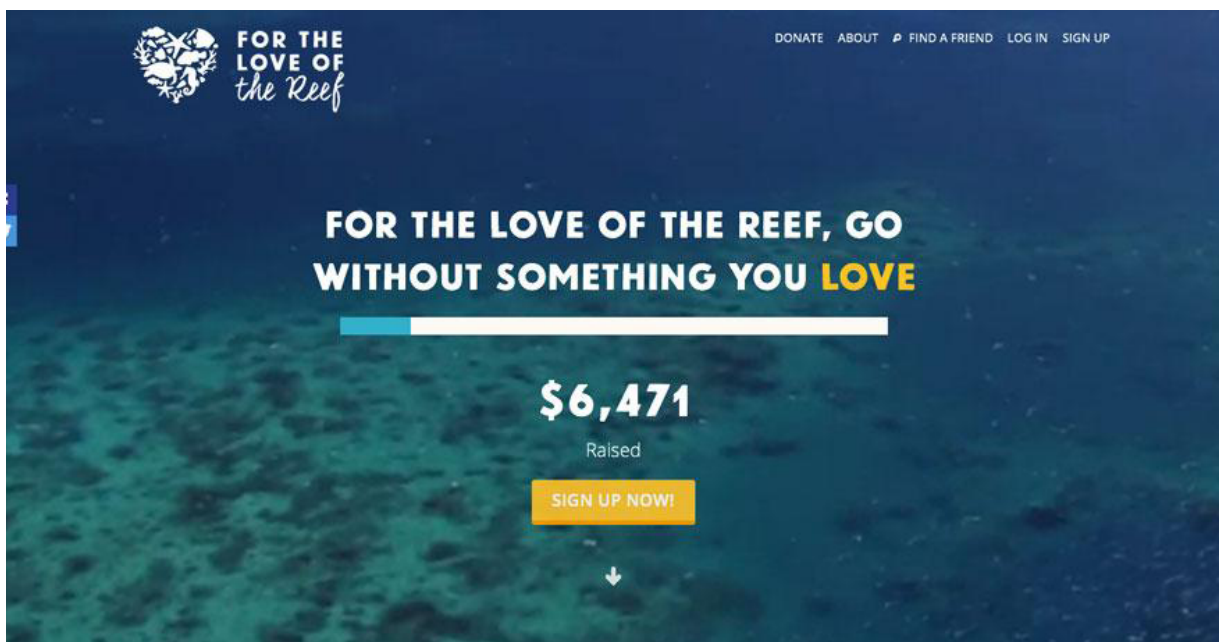 FOR THE
LOVE OF
the Reef
DONATE ABOUT FIND A FRIEND LOG IN SIGN UP
FOR THE LOVE OF THE REEF, GO
WITHOUT SOMETHING YOU LOVE
$6,471
Raised
SIGN UP NOW!